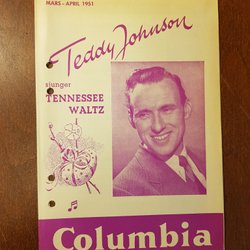 MARS - APRIL 1951
Teddy Johnson
sjunger
TENNESSEE
WALTZ
Columbia